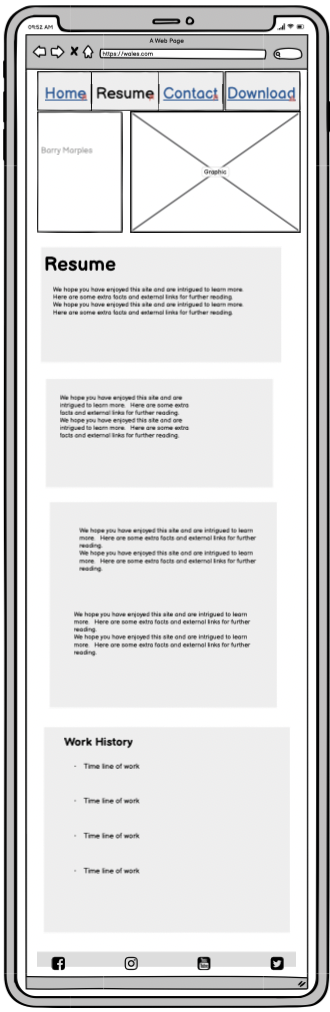 09:52 AM
A Web Page
https://wales.com
Home Resume Contact Download
Barry Marples
Graphic
Resume
We hope you have enjoyed this site and are intrigued to learn more.
Here are some extra facts and external links for further reading.
We hope you have enjoyed this site and are intrigued to learn more.
Here are some extra facts and external links for further reading.
We hope you have enjoyed this site and are
intrigued to learn more. Here are some extra
facts and external links for further reading.
We hope you have enjoyed this site and are
intrigued to learn more. Here are some extra
facts and external links for further reading.
We hope you have enjoyed this site and are intrigued to learn
more. Here are some extra facts and external links for further
reading.
We hope you have enjoyed this site and are intrigued to learn
more. Here are some extra facts and external links for further
reading.
We hope you have enjoyed this site and are intrigued to learn
more. Here are some extra facts and external links for further
reading.
We hope you have enjoyed this site and are intrigued to learn
more. Here are some extra facts and external links for further
reading.
Work History
- Time line of work
- Time line of work
- Time line of work
- Time line of work